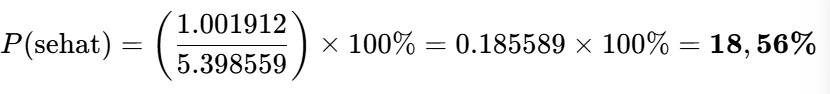 P(sehat) = (1.001912 / 5.398559) × 100% = 0.185589 × 100% = 18,56%